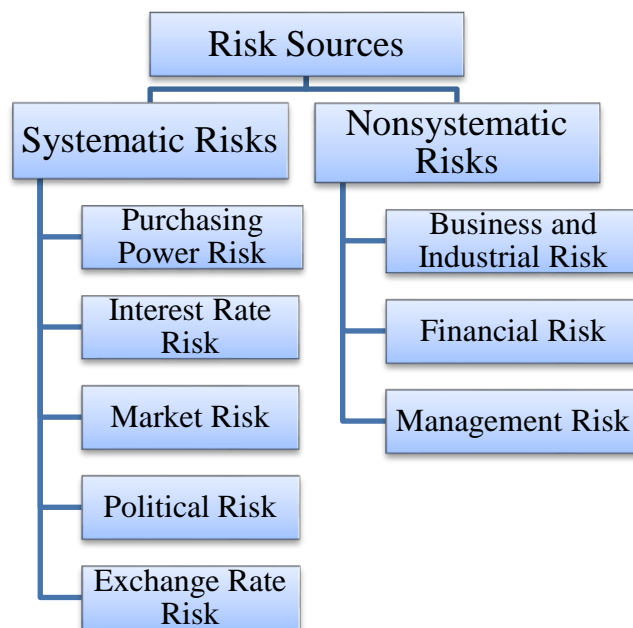 Risk Sources
Systematic Risks
Nonsystematic
Risks
Purchasing
Power Risk
Interest Rate
Risk
Market Risk
Political Risk
Exchange Rate
Risk
Business and
Industrial Risk
Financial Risk
Management Risk